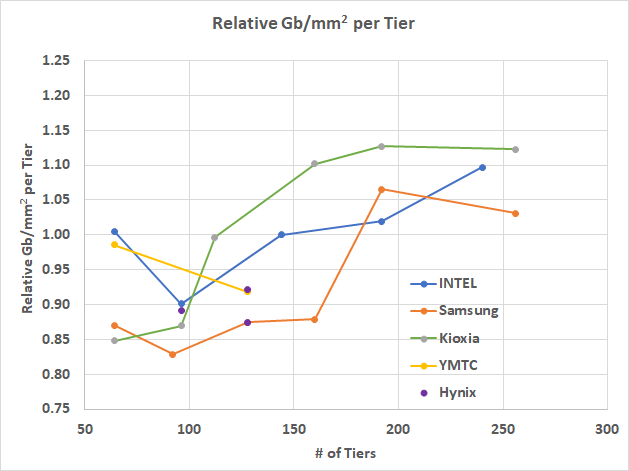 Relative Gb/mm² per Tier
Relative Gb/mm² per Tier
1.25
1.20
1.15
1.10
1.05
1.00
0.95
0.90
0.85
0.80
0.75
INTEL
Samsung
Kioxia
YMTC
Hynix
50 100 150 200 250 300
# of Tiers